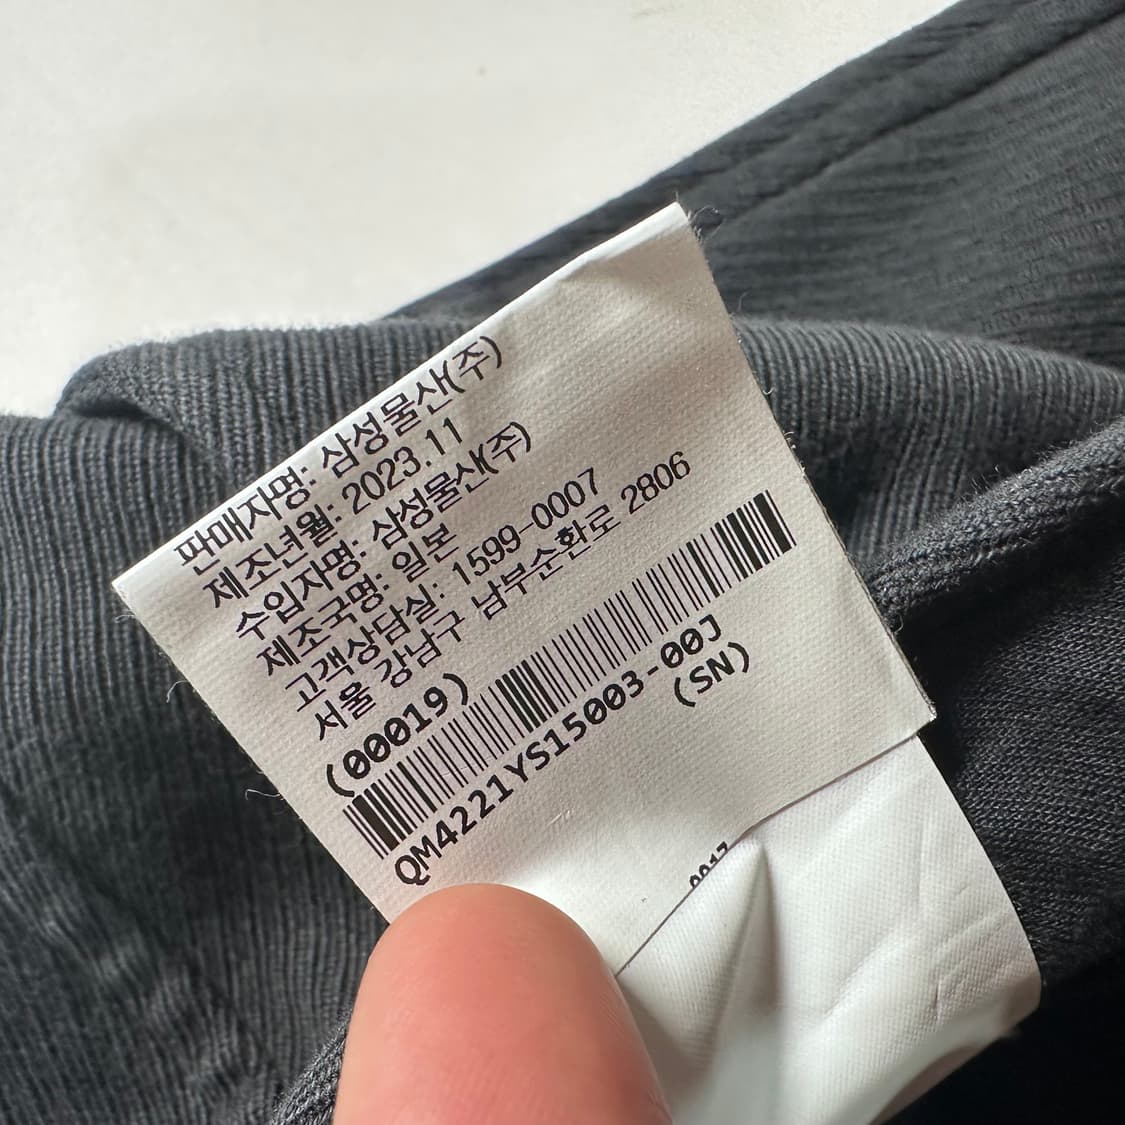 판매자명: 삼성물산(주)
제조년월: 2023.11
수입자명: 삼성물산(주)
제조국명: 일본
고객상담실: 1599-0007
서울 강남구 남부순환로 2806
(00019)
QM4221YS15003-00J
(SN)